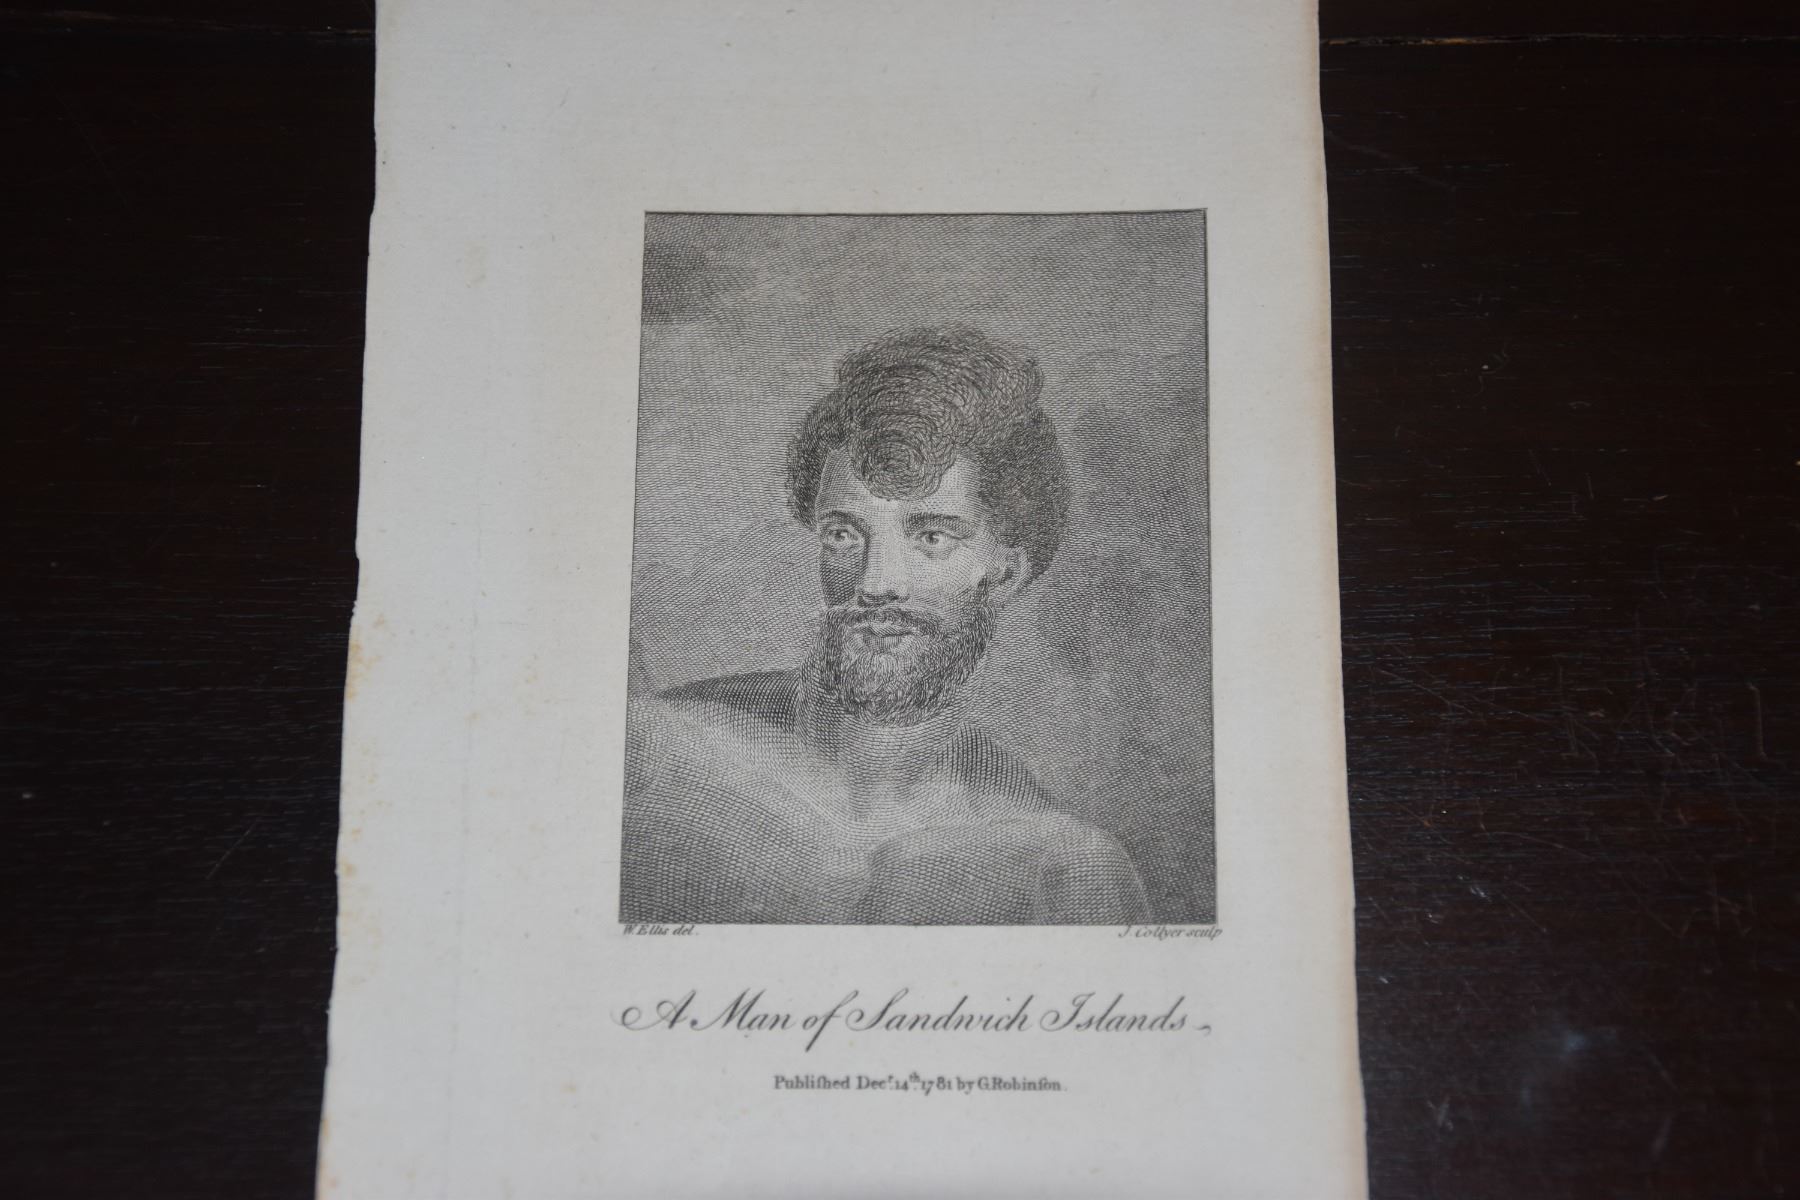 W. Ellis del.
J. Collyer sculp
A Man of Sandwich Islands.
Publiſhed Decr. 14th. 1781 by G. Robinſon.